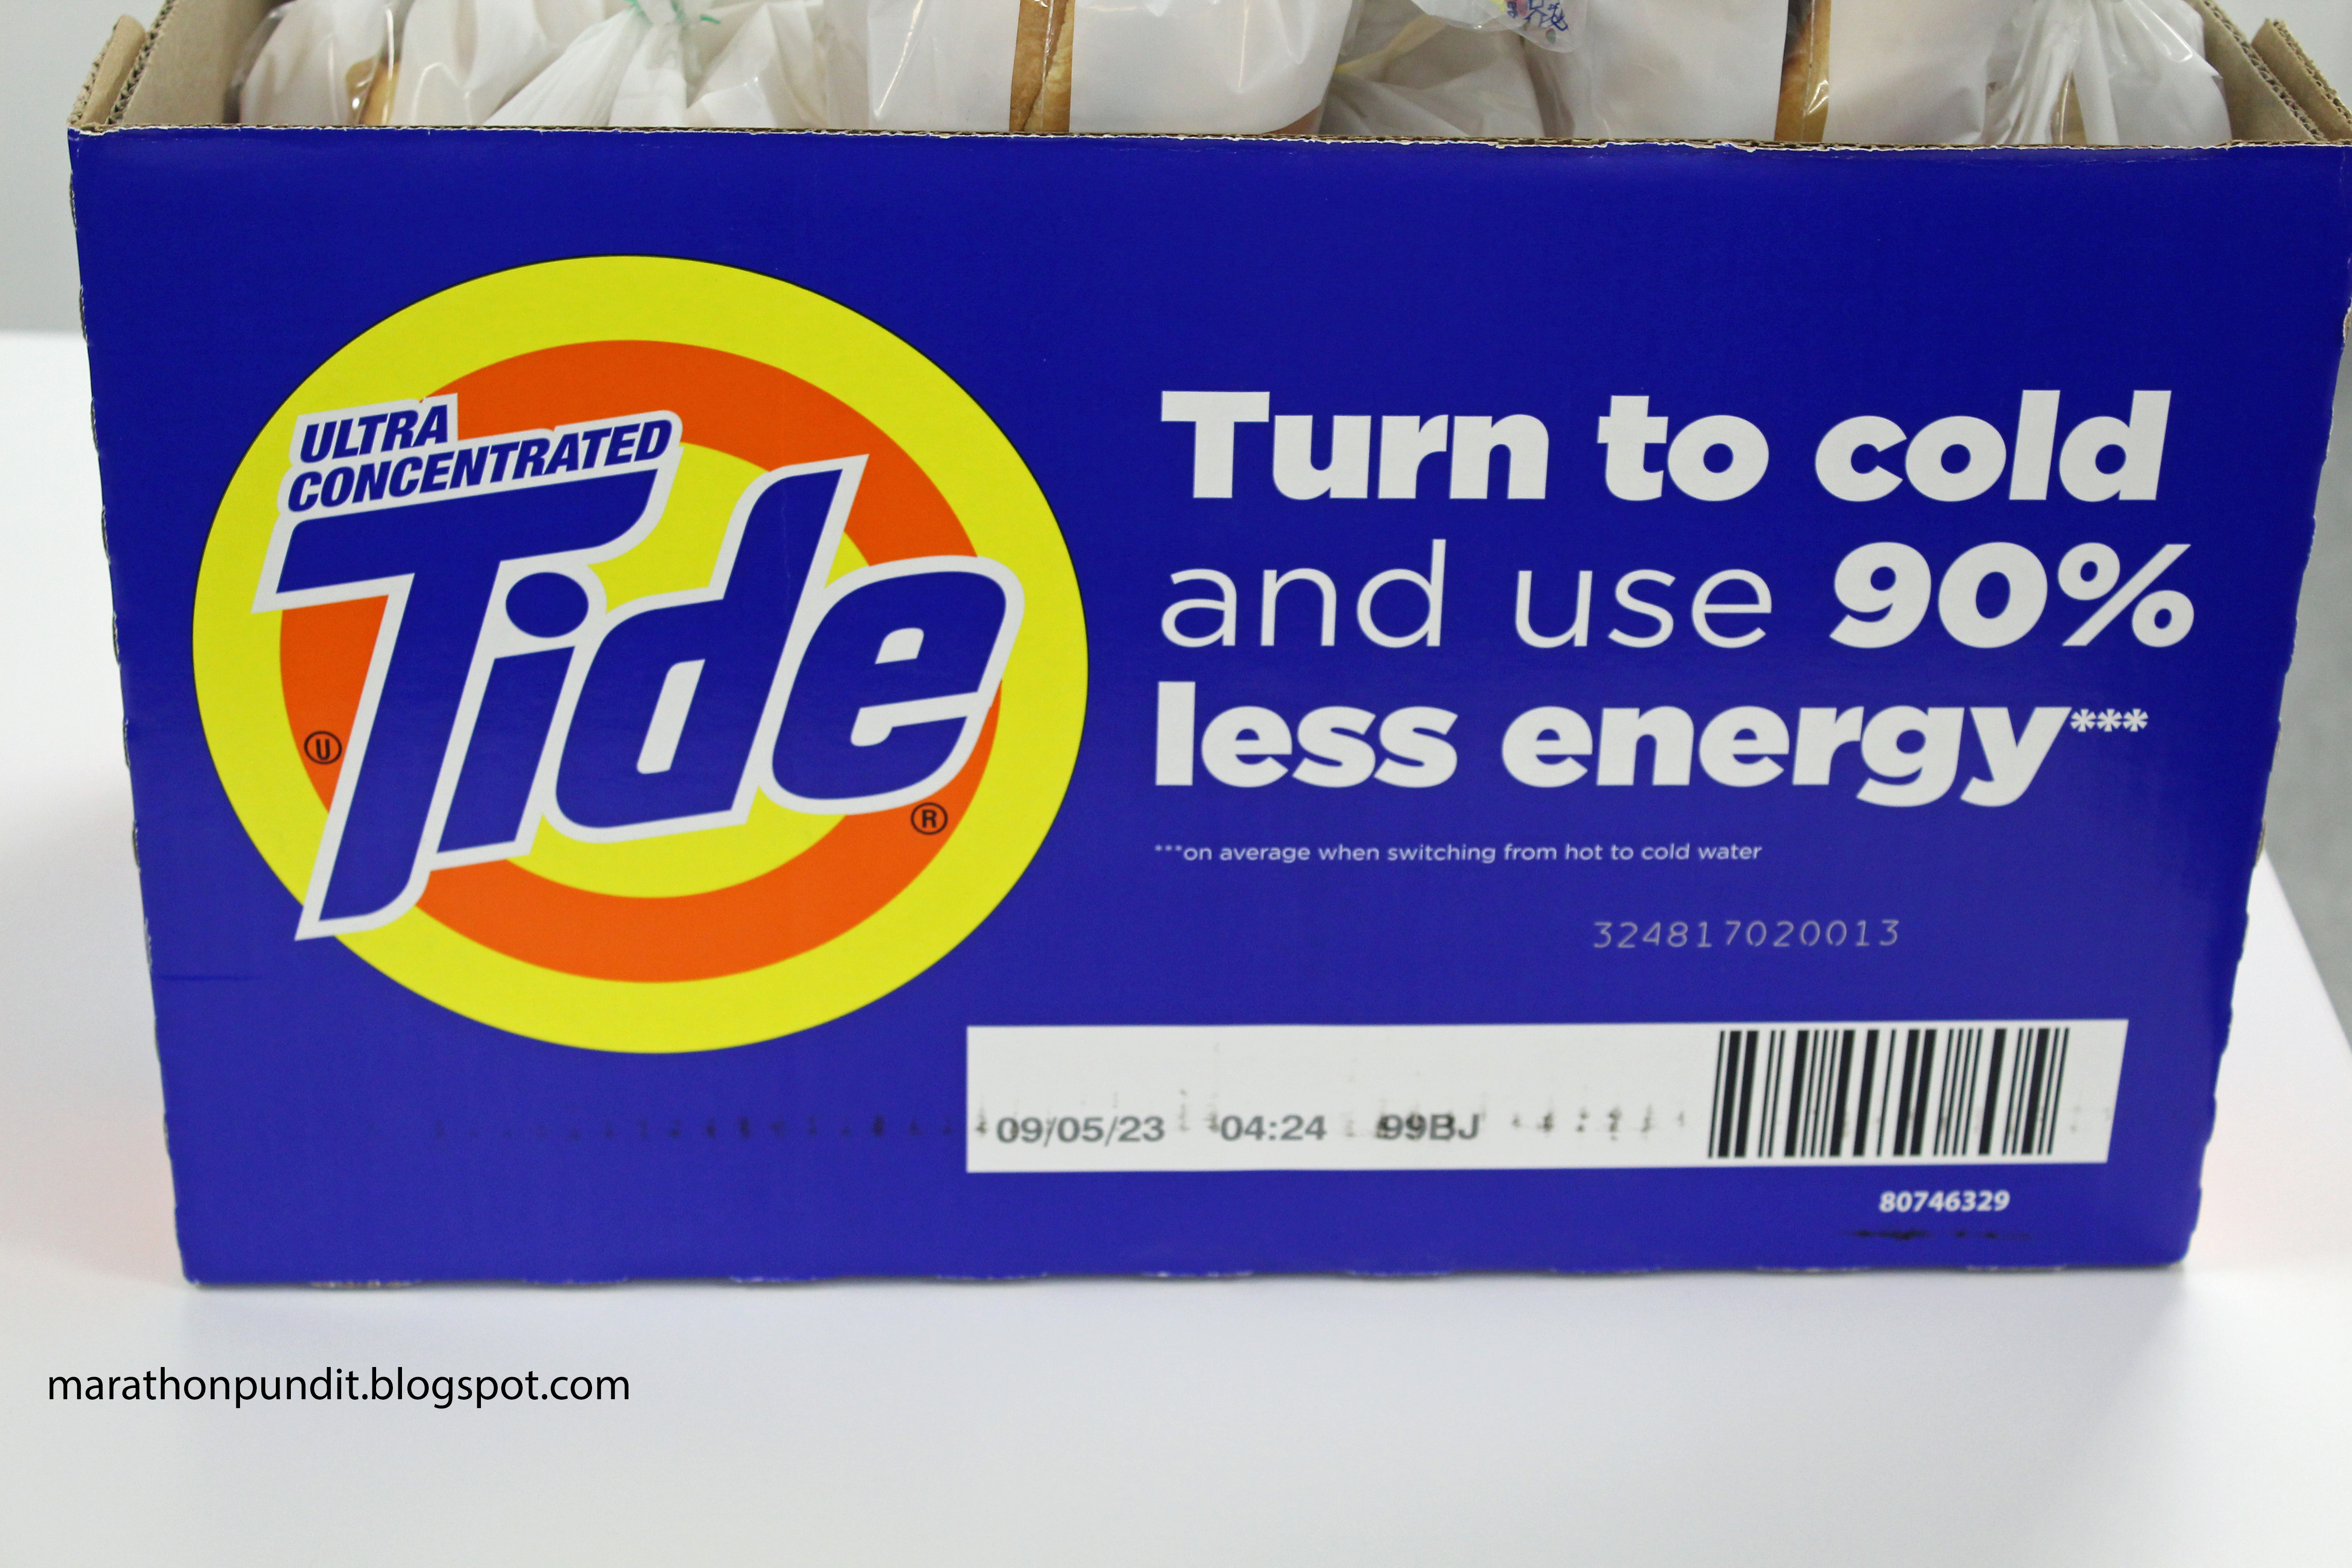 ULTRA
CONCENTRATED
Tide
U
®
Turn to cold
and use 90%
less energy***
***on average when switching from hot to cold water
324817020013
09/05/23 04:24 99BJ
80746329
marathonpundit.blogspot.com